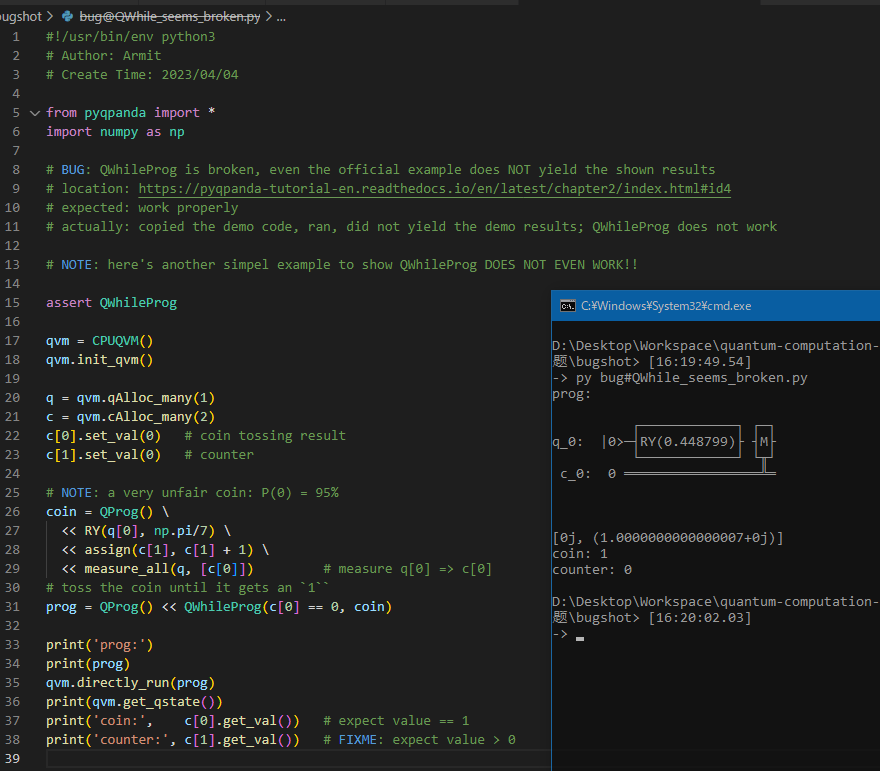 bugshot > bug@QWhile_seems_broken.py > ...
1 #!/usr/bin/env python3
2 # Author: Armit
3 # Create Time: 2023/04/04
4
5 from pyqpanda import *
6 import numpy as np
7
8 # BUG: QWhileProg is broken, even the official example does NOT yield the shown results
9 # location: https://pyqpanda-tutorial-en.readthedocs.io/en/latest/chapter2/index.html#id4
10 # expected: work properly
11 # actually: copied the demo code, ran, did not yield the demo results; QWhileProg does not work
12
13 # NOTE: here's another simpel example to show QWhileProg DOES NOT EVEN WORK!!
14
15 assert QWhileProg
16
17 qvm = CPUQVM()
18 qvm.init_qvm()
19
20 q = qvm.qAlloc_many(1)
21 c = qvm.cAlloc_many(2)
22 c[0].set_val(0) # coin tossing result
23 c[1].set_val(0) # counter
24
25 # NOTE: a very unfair coin: P(0) = 95%
26 coin = QProg() \
27 << RY(q[0], np.pi/7) \
28 << assign(c[1], c[1] + 1) \
29 << measure_all(q, [c[0]]) # measure q[0] => c[0]
30 # toss the coin until it gets an `1``
31 prog = QProg() << QWhileProg(c[0] == 0, coin)
32
33 print('prog:')
34 print(prog)
35 qvm.directly_run(prog)
36 print(qvm.get_qstate())
37 print('coin:', c[0].get_val()) # expect value == 1
38 print('counter:', c[1].get_val()) # FIXME: expect value > 0
39
C:¥Windows¥System32¥cmd.exe
D:\Desktop\Workspace\quantum-computation-
题\bugshot> [16:19:49.54]
-> py bug#QWhile_seems_broken.py
prog:
q_0: |0>─┤RY(0.448799)├ ┤M├
c_0: 0 ═
[0j, (1.0000000000000007+0j)]
coin: 1
counter: 0
D:\Desktop\Workspace\quantum-computation-
题\bugshot> [16:20:02.03]
->